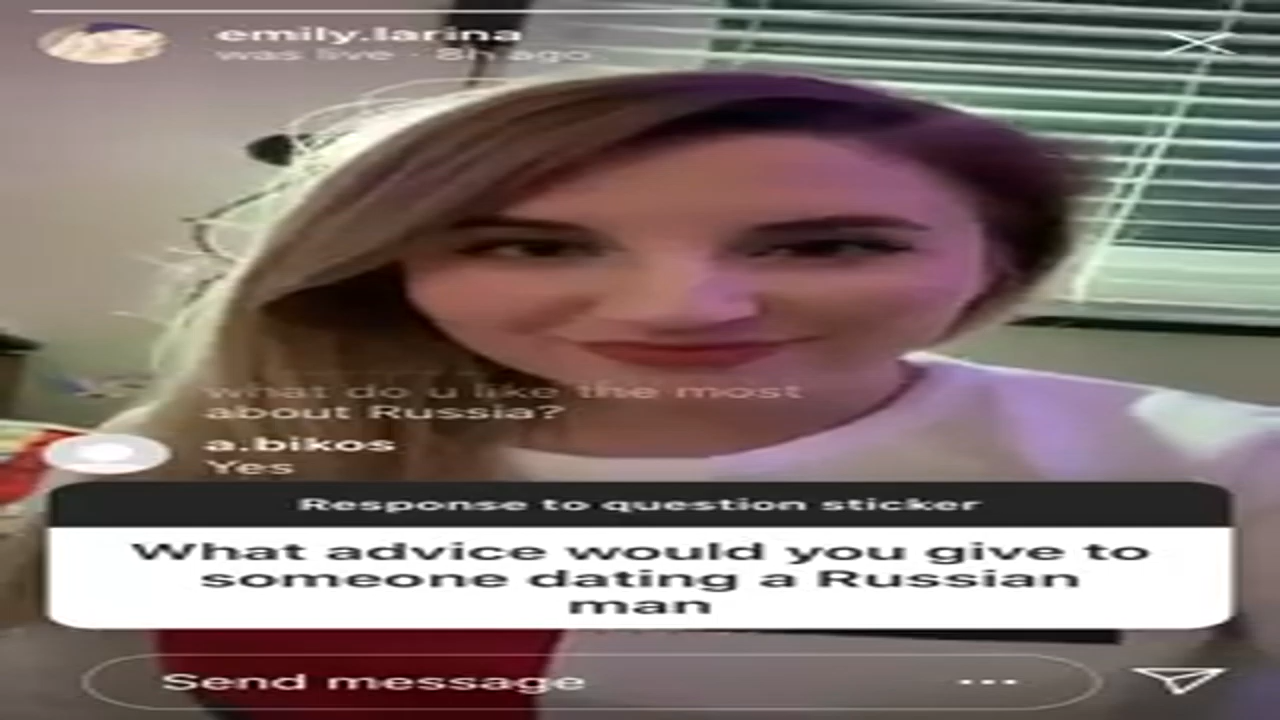 emily.larina
was live · 8h ago
what do u like the most
about Russia?
a.bikos
Yes
Response to question sticker
What advice would you give to
someone dating a Russian
man
Send message